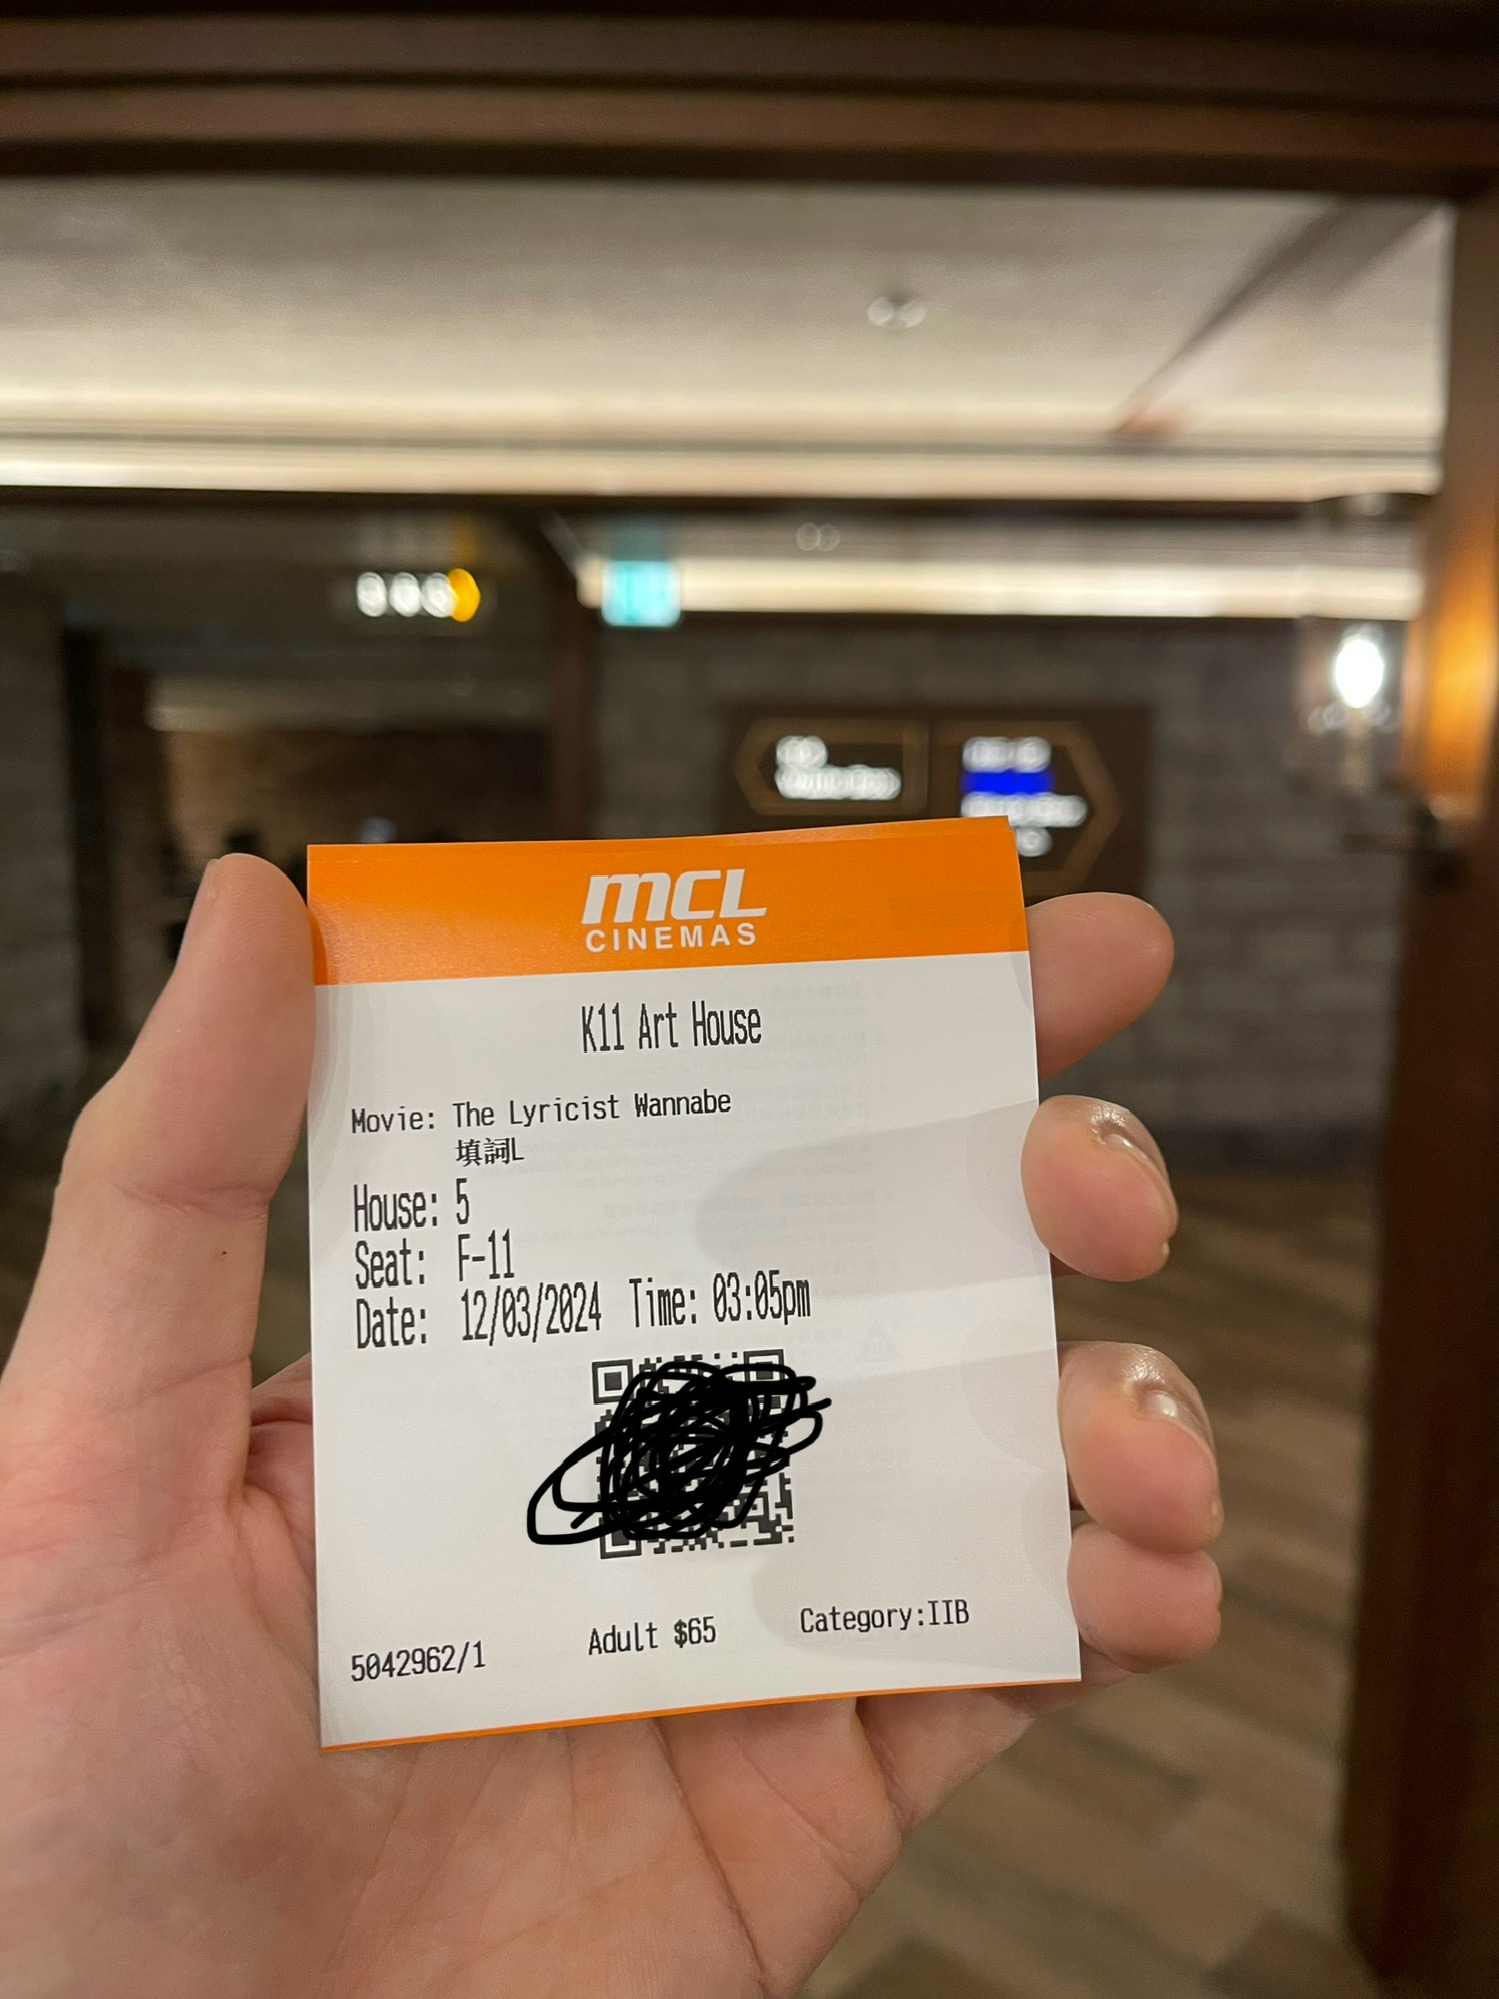 MCL
CINEMAS
K11 Art House
Movie: The Lyricist Wannabe
填詞L
House: 5
Seat: F-11
Date: 12/03/2024 Time: 03:05pm
5042962/1 Adult $65 Category:IIB